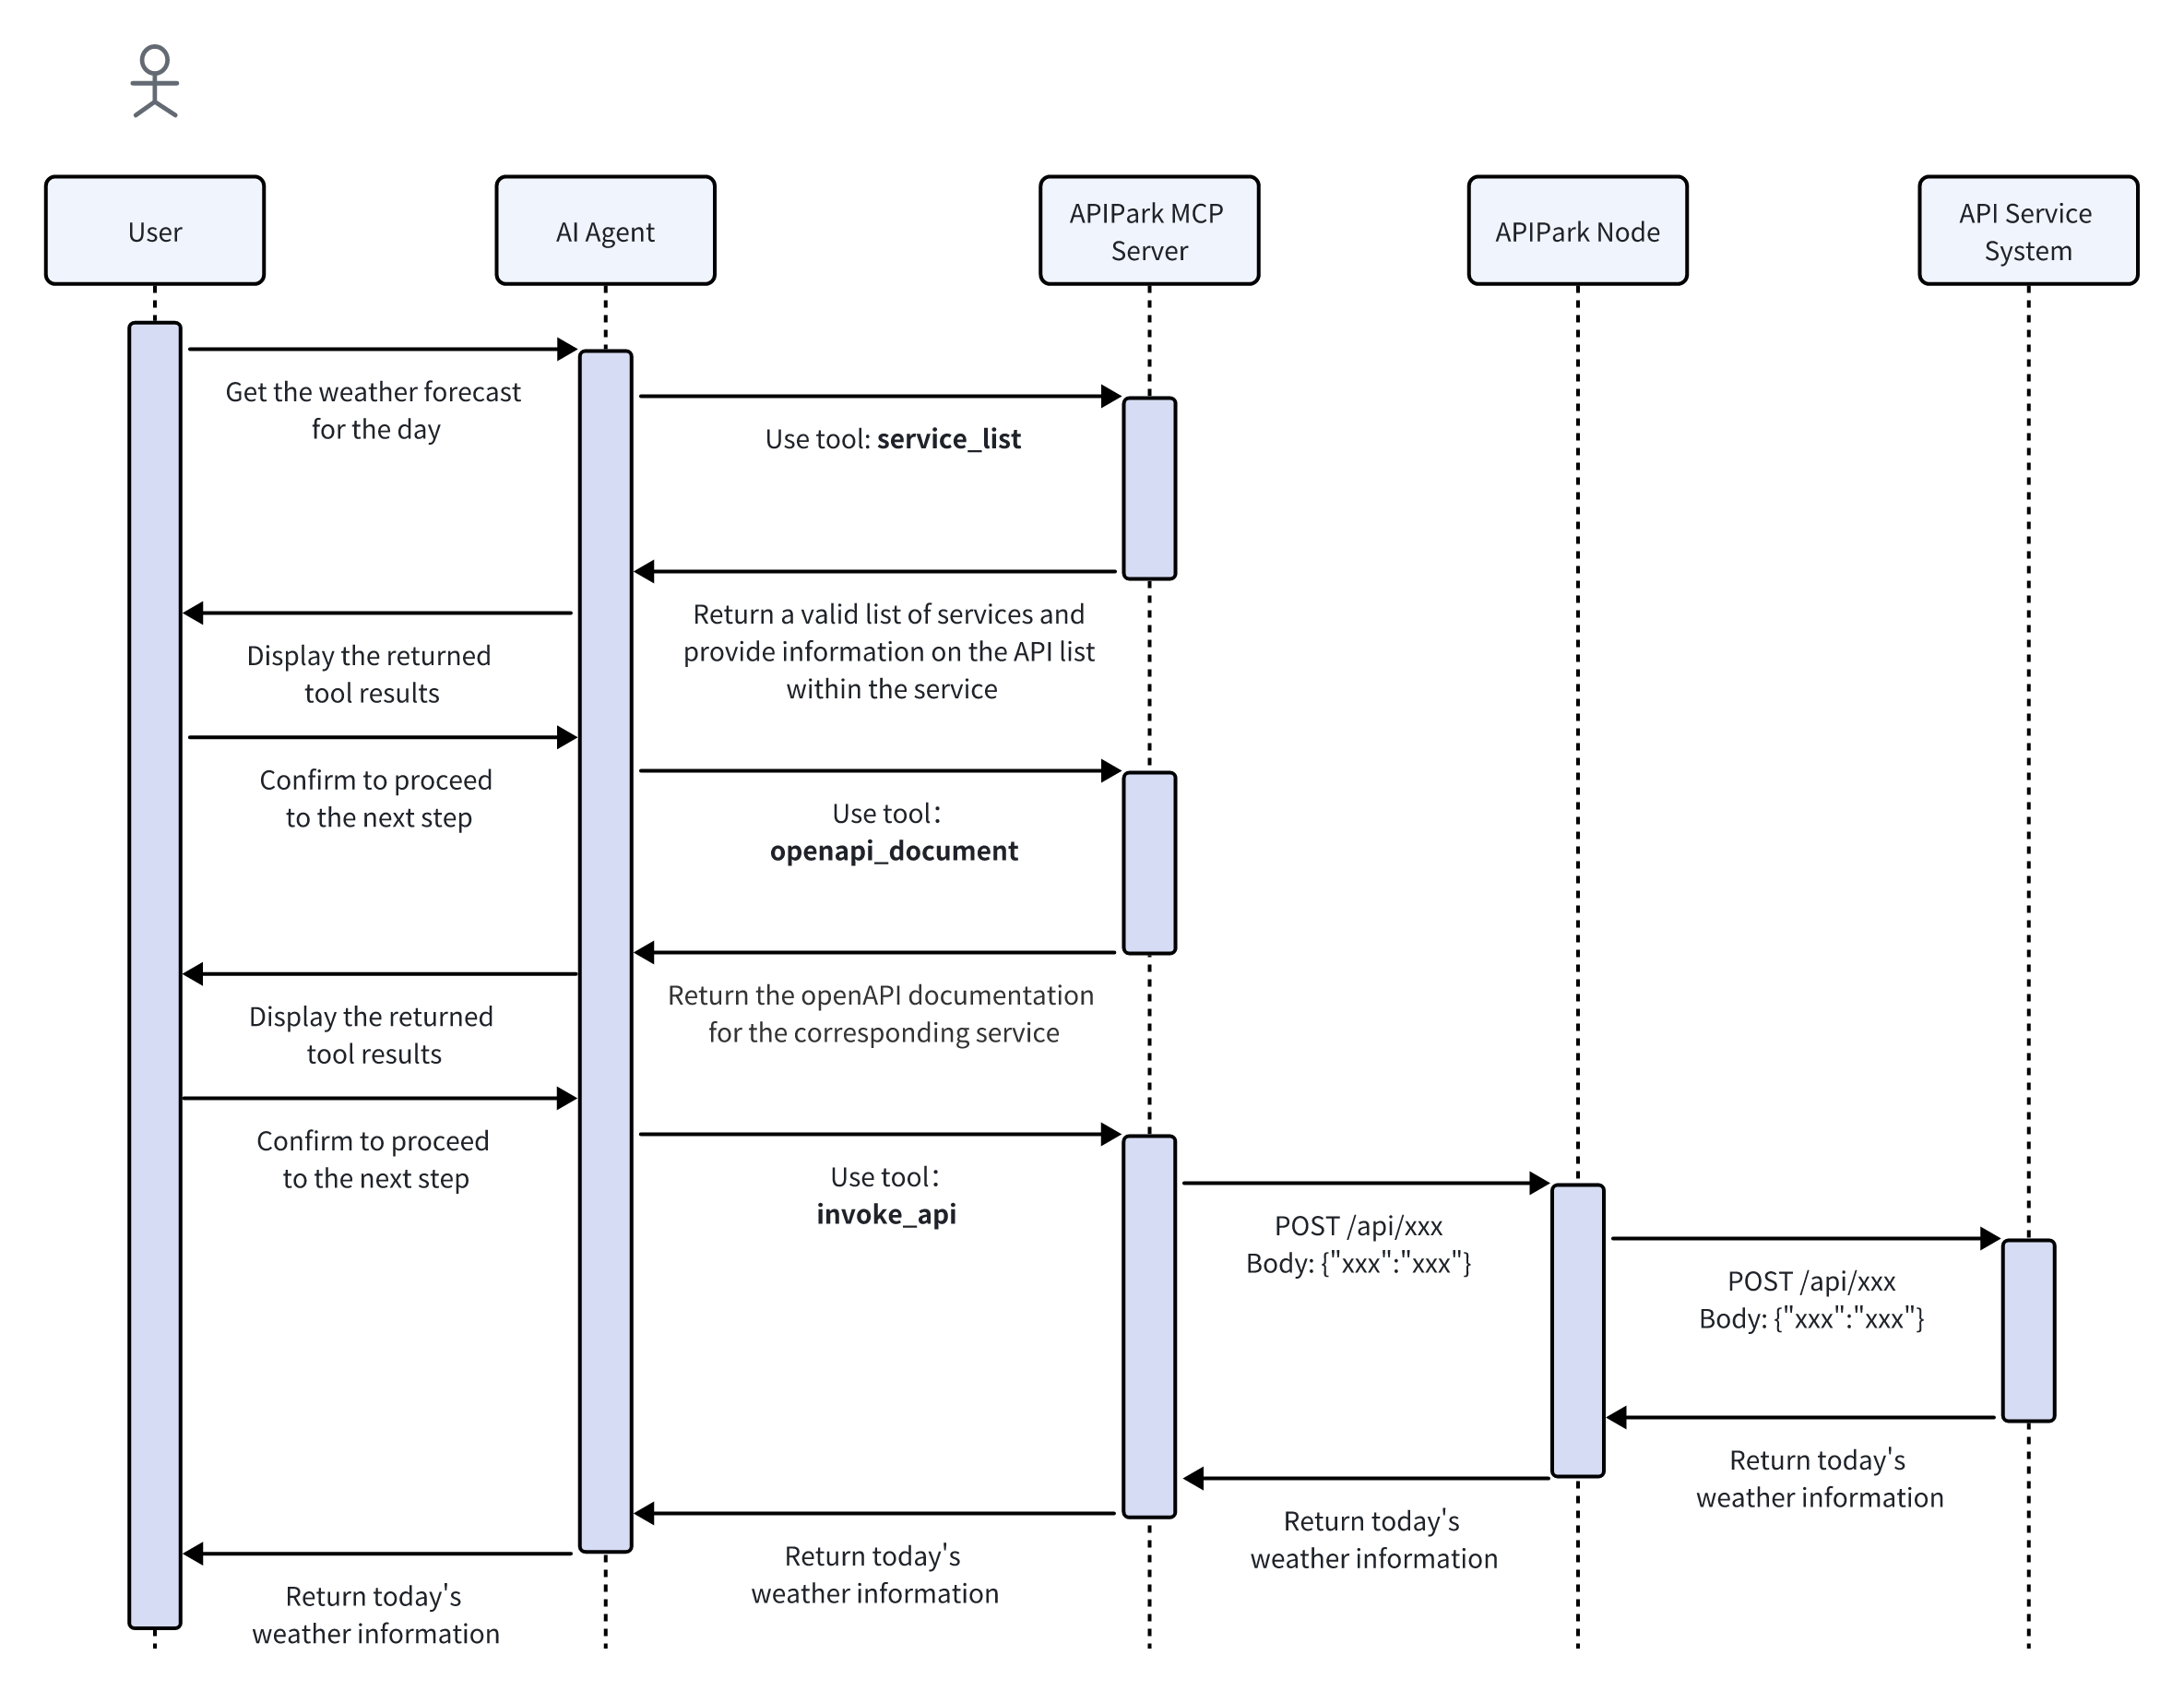 User
AI Agent
APIPark MCP
Server
APIPark Node
API Service
System
Get the weather forecast
for the day
Use tool: service_list
Return a valid list of services and
provide information on the API list
within the service
Display the returned
tool results
Confirm to proceed
to the next step
Use tool：
openapi_document
Return the openAPI documentation
for the corresponding service
Display the returned
tool results
Confirm to proceed
to the next step
Use tool：
invoke_api
POST /api/xxx
Body: {"xxx":"xxx"}
POST /api/xxx
Body: {"xxx":"xxx"}
Return today's
weather information
Return today's
weather information
Return today's
weather information
Return today's
weather information